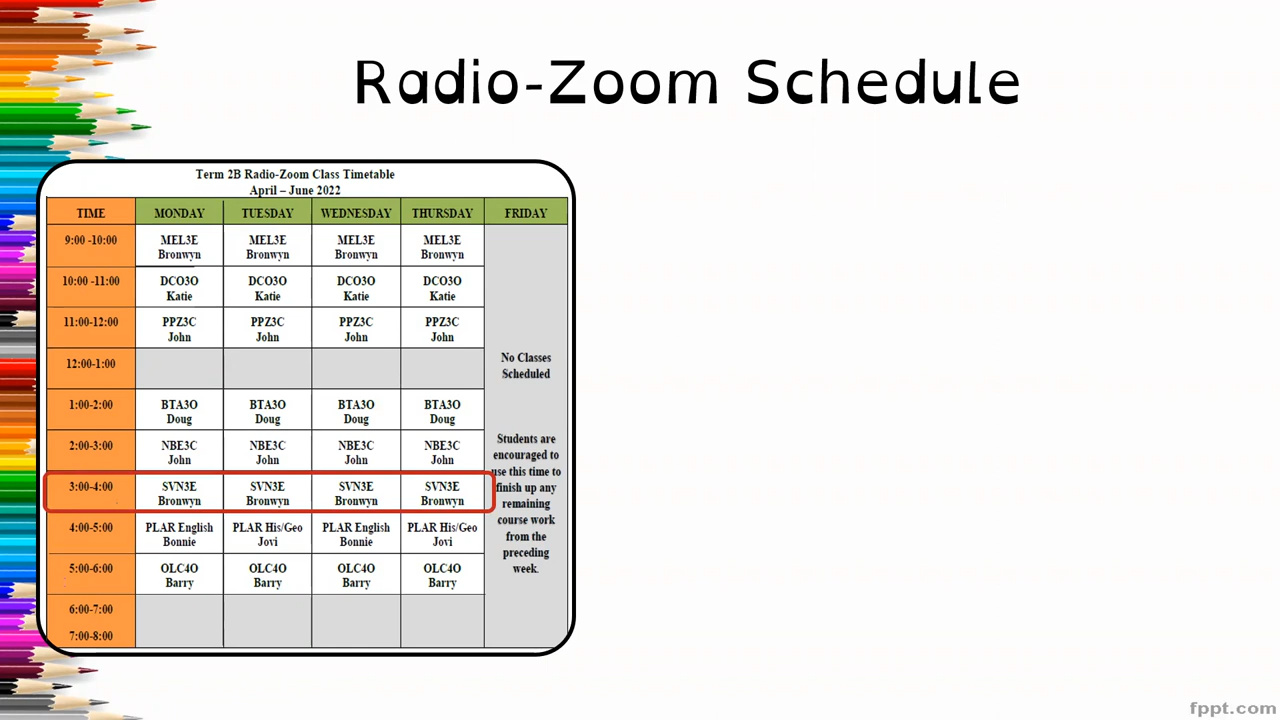 Radio-Zoom Schedule
Term 2B Radio-Zoom Class Timetable
April – June 2022
TIME MONDAY TUESDAY WEDNESDAY THURSDAY FRIDAY
9:00 -10:00 MEL3E MEL3E MEL3E MEL3E
Bronwyn Bronwyn Bronwyn Bronwyn
10:00 -11:00 DCO3O DCO3O DCO3O DCO3O
Katie Katie Katie Katie
11:00-12:00 PPZ3C PPZ3C PPZ3C PPZ3C
John John John John
12:00-1:00
1:00-2:00 BTA3O BTA3O BTA3O BTA3O
Doug Doug Doug Doug
2:00-3:00 NBE3C NBE3C NBE3C NBE3C
John John John John
3:00-4:00 SVN3E SVN3E SVN3E SVN3E
Bronwyn Bronwyn Bronwyn Bronwyn
4:00-5:00 PLAR English PLAR His/Geo PLAR English PLAR His/Geo
Bonnie Jovi Bonnie Jovi
5:00-6:00 OLC4O OLC4O OLC4O OLC4O
Barry Barry Barry Barry
6:00-7:00
7:00-8:00
No Classes
Scheduled
Students are
encouraged to
use this time to
finish up any
remaining
course work
from the
preceding
week.
fppt.com